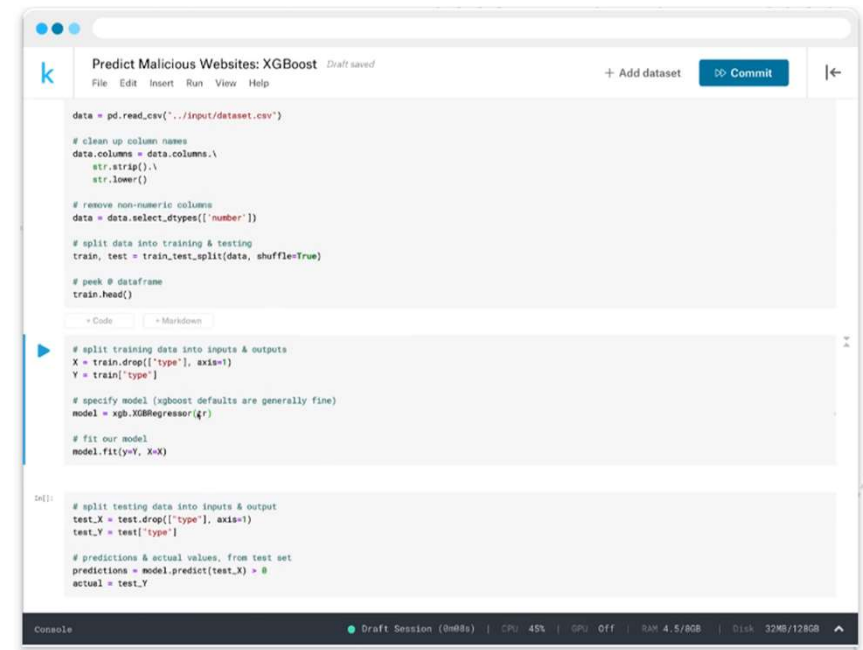 k
Predict Malicious Websites: XGBoost Draft saved
File Edit Insert Run View Help
+ Add dataset
Commit
data = pd.read_csv("../input/dataset.csv")
# clean up column names
data.columns = data.columns.\
str.strip().\
str.lower()
# remove non-numeric columns
data = data.select_dtypes(['number'])
# split data into training & testing
train, test = train_test_split(data, shuffle=True)
# peek @ dataframe
train.head()
+ Code + Markdown
# split training data into inputs & outputs
X = train.drop(["type"], axis=1)
Y = train["type"]
# specify model (xgboost defaults are generally fine)
model = xgb.XGBRegressor(tr)
# fit our model
model.fit(y=Y, X=X)
In[]:
# split testing data into inputs & output
test_X = test.drop(["type"], axis=1)
test_Y = test["type"]
# predictions & actual values, from test set
predictions = model.predict(test_X) > 0
actual = test_Y
Console Draft Session (0m08s) | CPU 45% | GPU Off | RAM 4.5/8GB | Disk 32MB/128GB